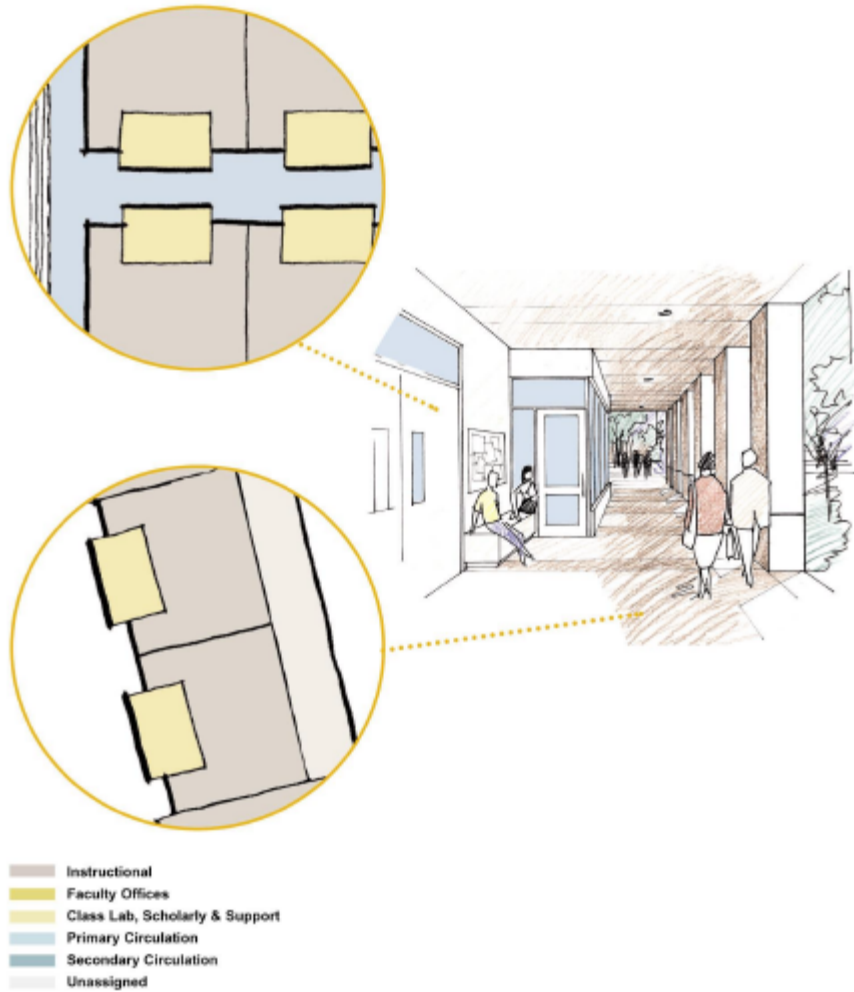 Instructional
Faculty Offices
Class Lab, Scholarly & Support
Primary Circulation
Secondary Circulation
Unassigned